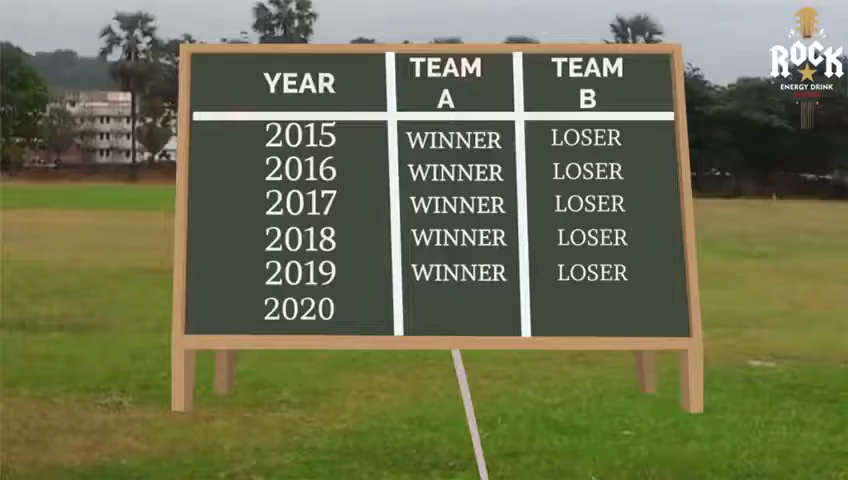 YEAR TEAM A TEAM B
2015 WINNER LOSER
2016 WINNER LOSER
2017 WINNER LOSER
2018 WINNER LOSER
2019 WINNER LOSER
2020
ROCK
ENERGY DRINK